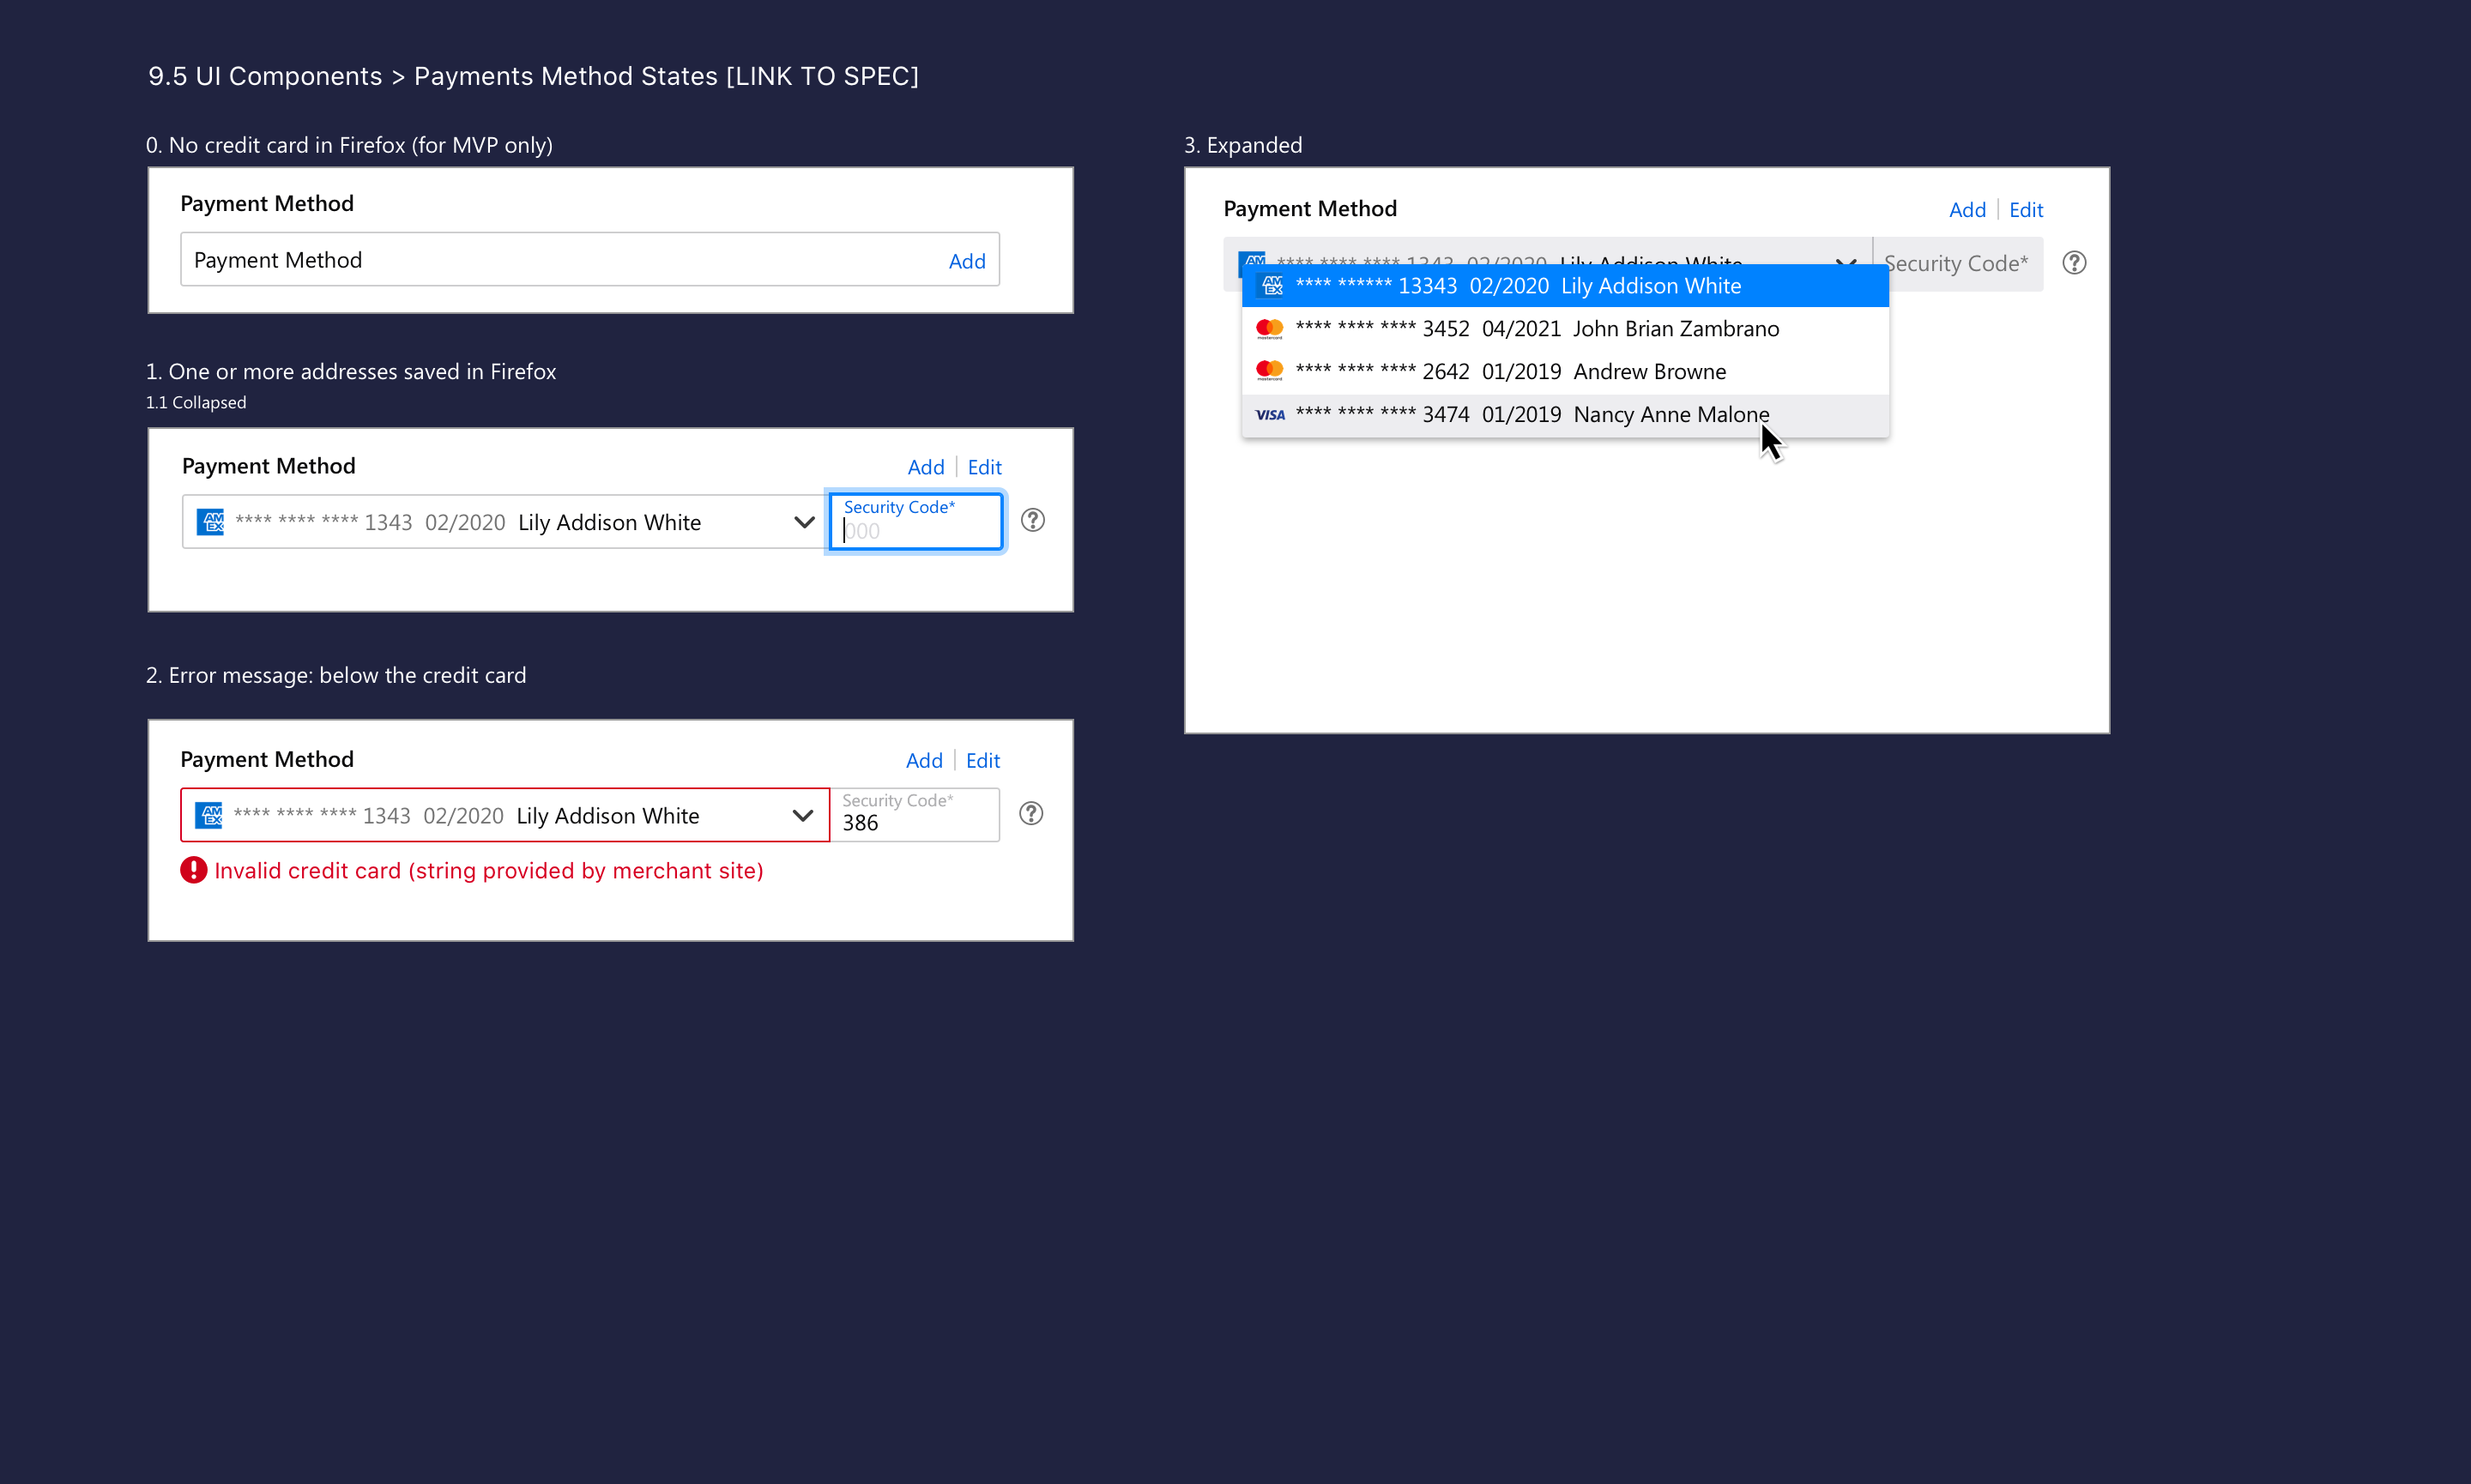 9.5 UI Components > Payments Method States [LINK TO SPEC]
0. No credit card in Firefox (for MVP only)
Payment Method
Payment Method Add
1. One or more addresses saved in Firefox
1.1 Collapsed
Payment Method Add Edit
AMEX **** **** **** 1343 02/2020 Lily Addison White
Security Code*
000
2. Error message: below the credit card
Payment Method Add Edit
AMEX **** **** **** 1343 02/2020 Lily Addison White
Security Code*
386
Invalid credit card (string provided by merchant site)
3. Expanded
Payment Method Add Edit
AMEX **** **** **** 1343 02/2020 Lily Addison White Security Code*
AMEX **** ****** 13343 02/2020 Lily Addison White
mastercard **** **** **** 3452 04/2021 John Brian Zambrano
mastercard **** **** **** 2642 01/2019 Andrew Browne
VISA **** **** **** 3474 01/2019 Nancy Anne Malone